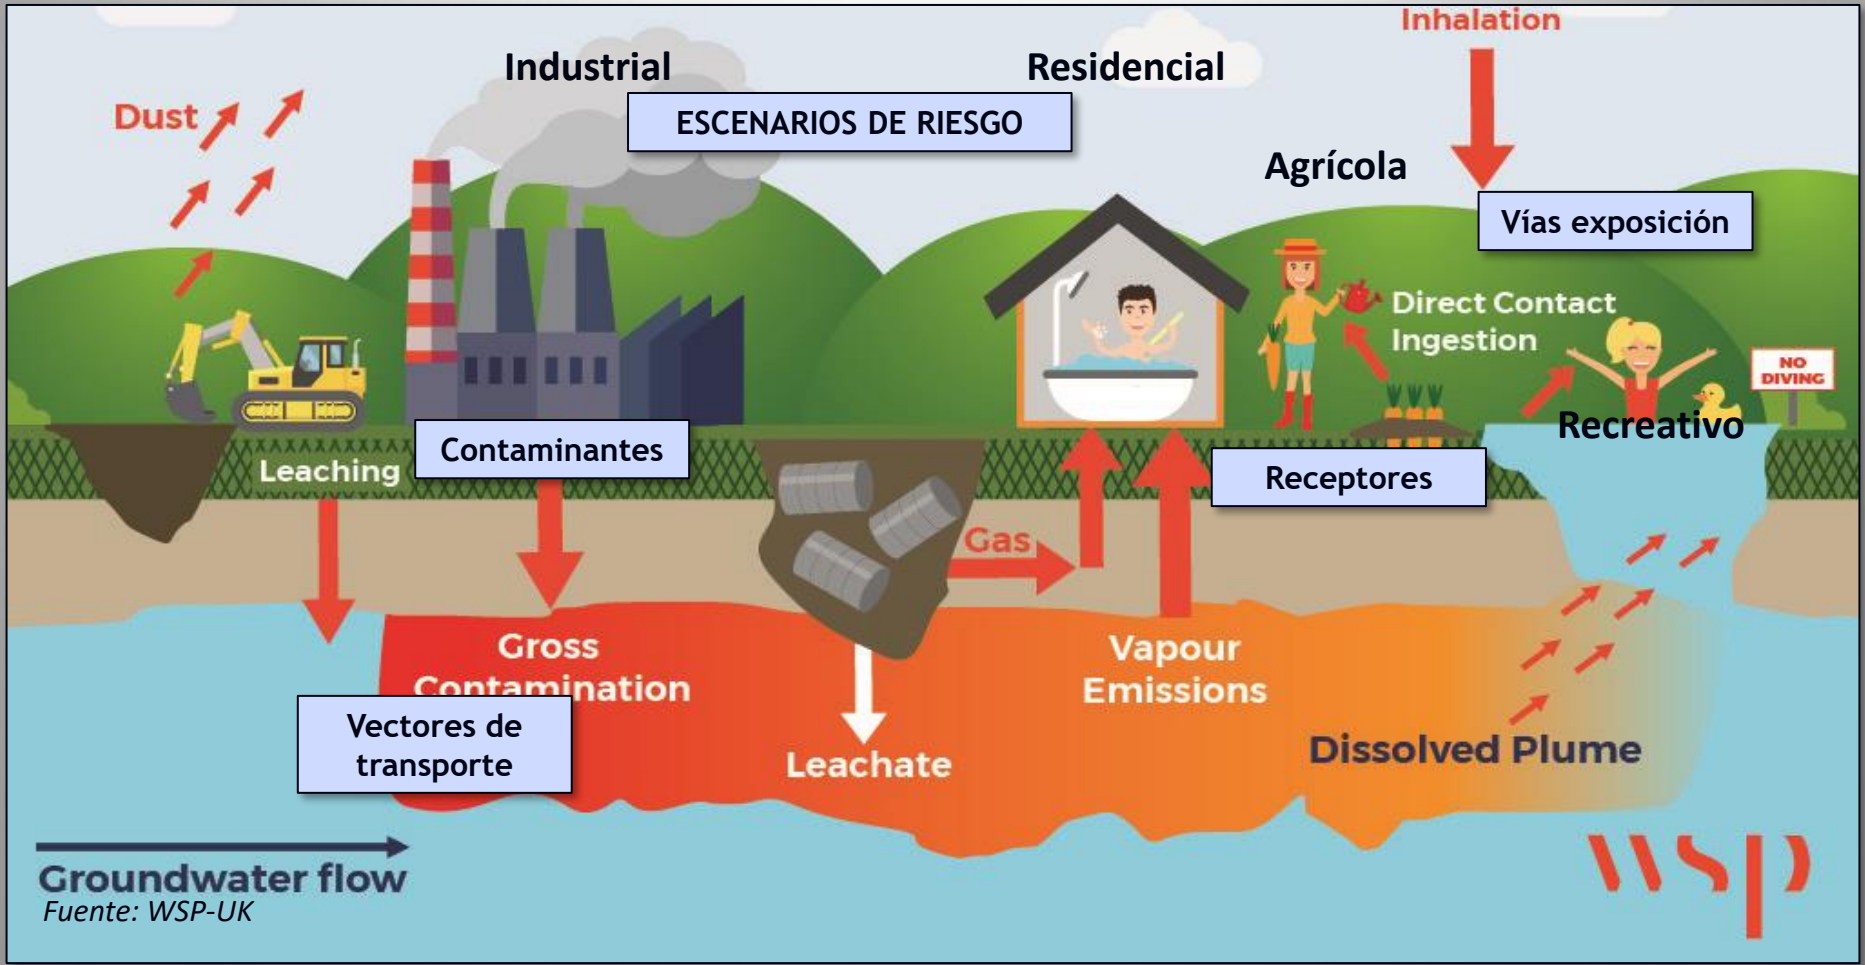 Inhalation
Industrial
Residencial
Dust
ESCENARIOS DE RIESGO
Agrícola
Vías exposición
Direct Contact
Ingestion
NO
DIVING
Recreativo
Contaminantes
Leaching
Receptores
Gas
Gross
Contamination
Vapour
Emissions
Vectores de
transporte
Leachate
Dissolved Plume
Groundwater flow
Fuente: WSP-UK
wsp